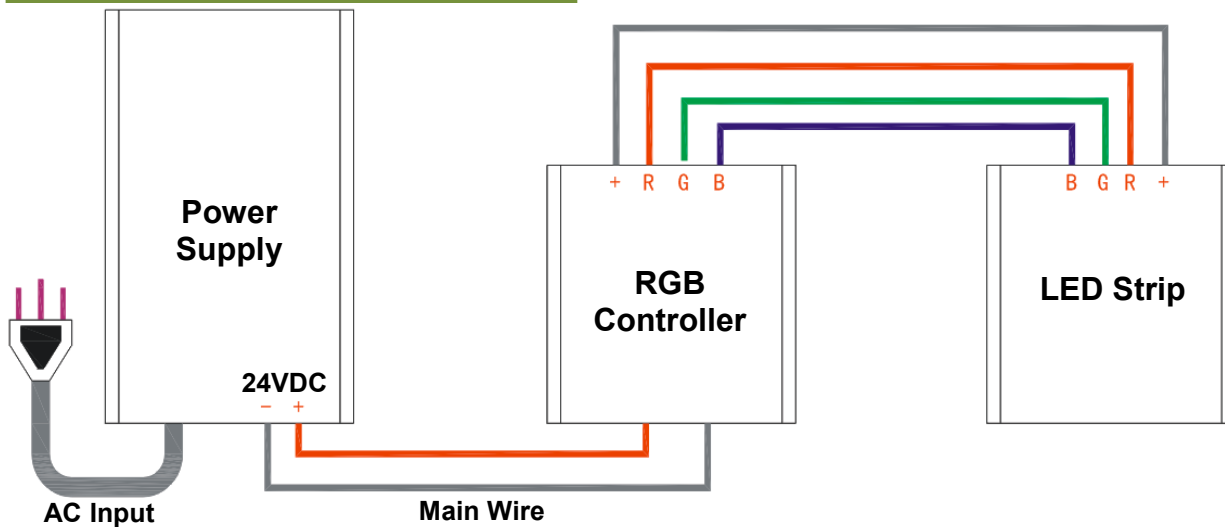 + R G B
B G R +
Power
Supply
RGB
Controller
LED Strip
24VDC
− +
AC Input
Main Wire